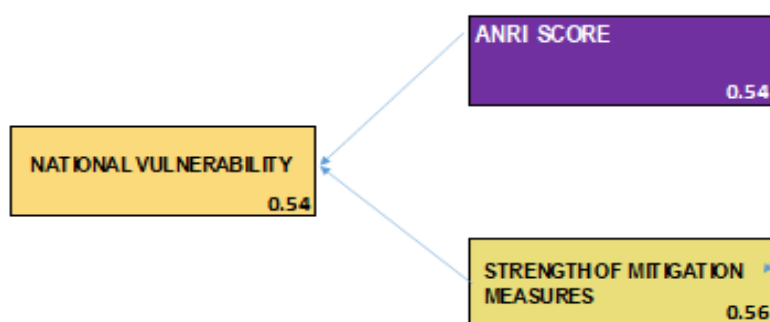 ANRI SCORE
0.54
NATIONAL VULNERABILITY
0.54
STRENGTH OF MITIGATION
MEASURES
0.56